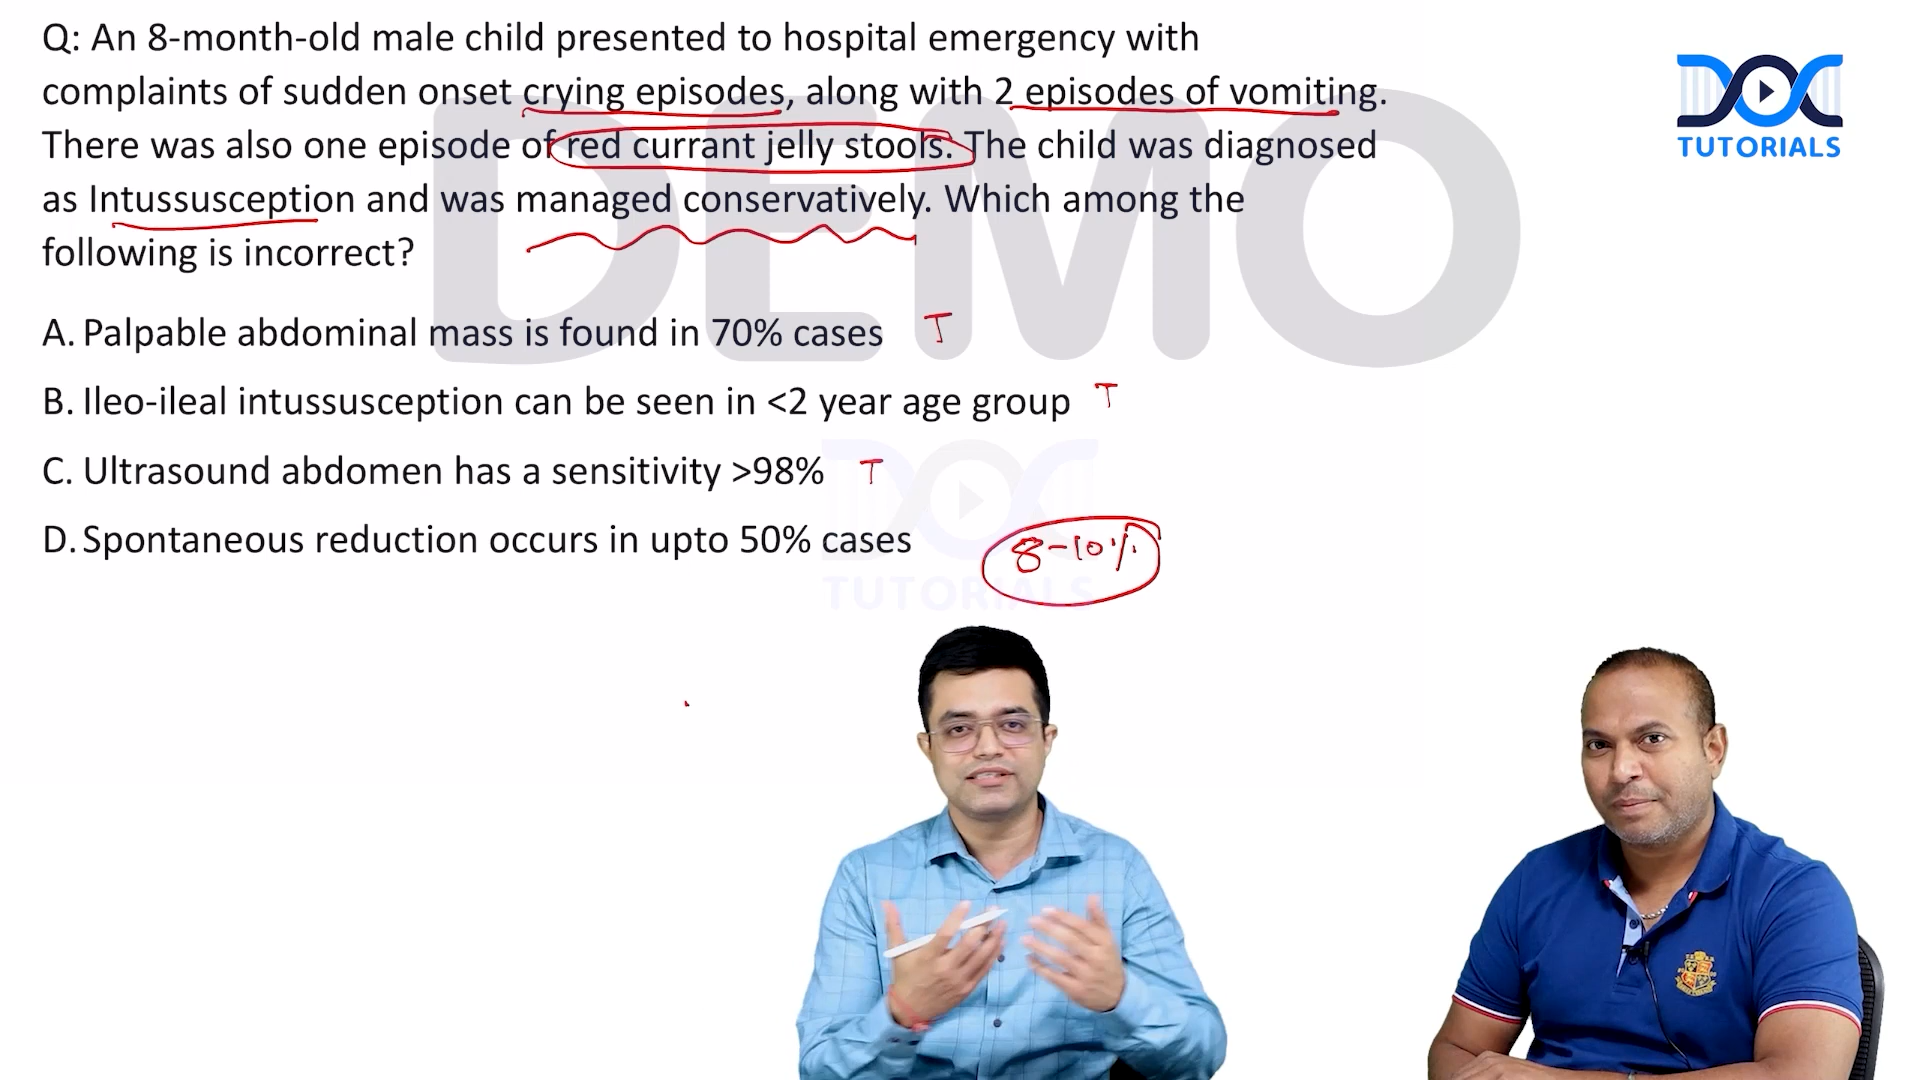 Q: An 8-month-old male child presented to hospital emergency with
complaints of sudden onset crying episodes, along with 2 episodes of vomiting.
There was also one episode of red currant jelly stools. The child was diagnosed
as Intussusception and was managed conservatively. Which among the
following is incorrect?
DEMO
DOC
TUTORIALS
A. Palpable abdominal mass is found in 70% cases T
B. Ileo-ileal intussusception can be seen in <2 year age group T
C. Ultrasound abdomen has a sensitivity >98% T
D. Spontaneous reduction occurs in upto 50% cases 8-10%
DOC
TUTORIALS